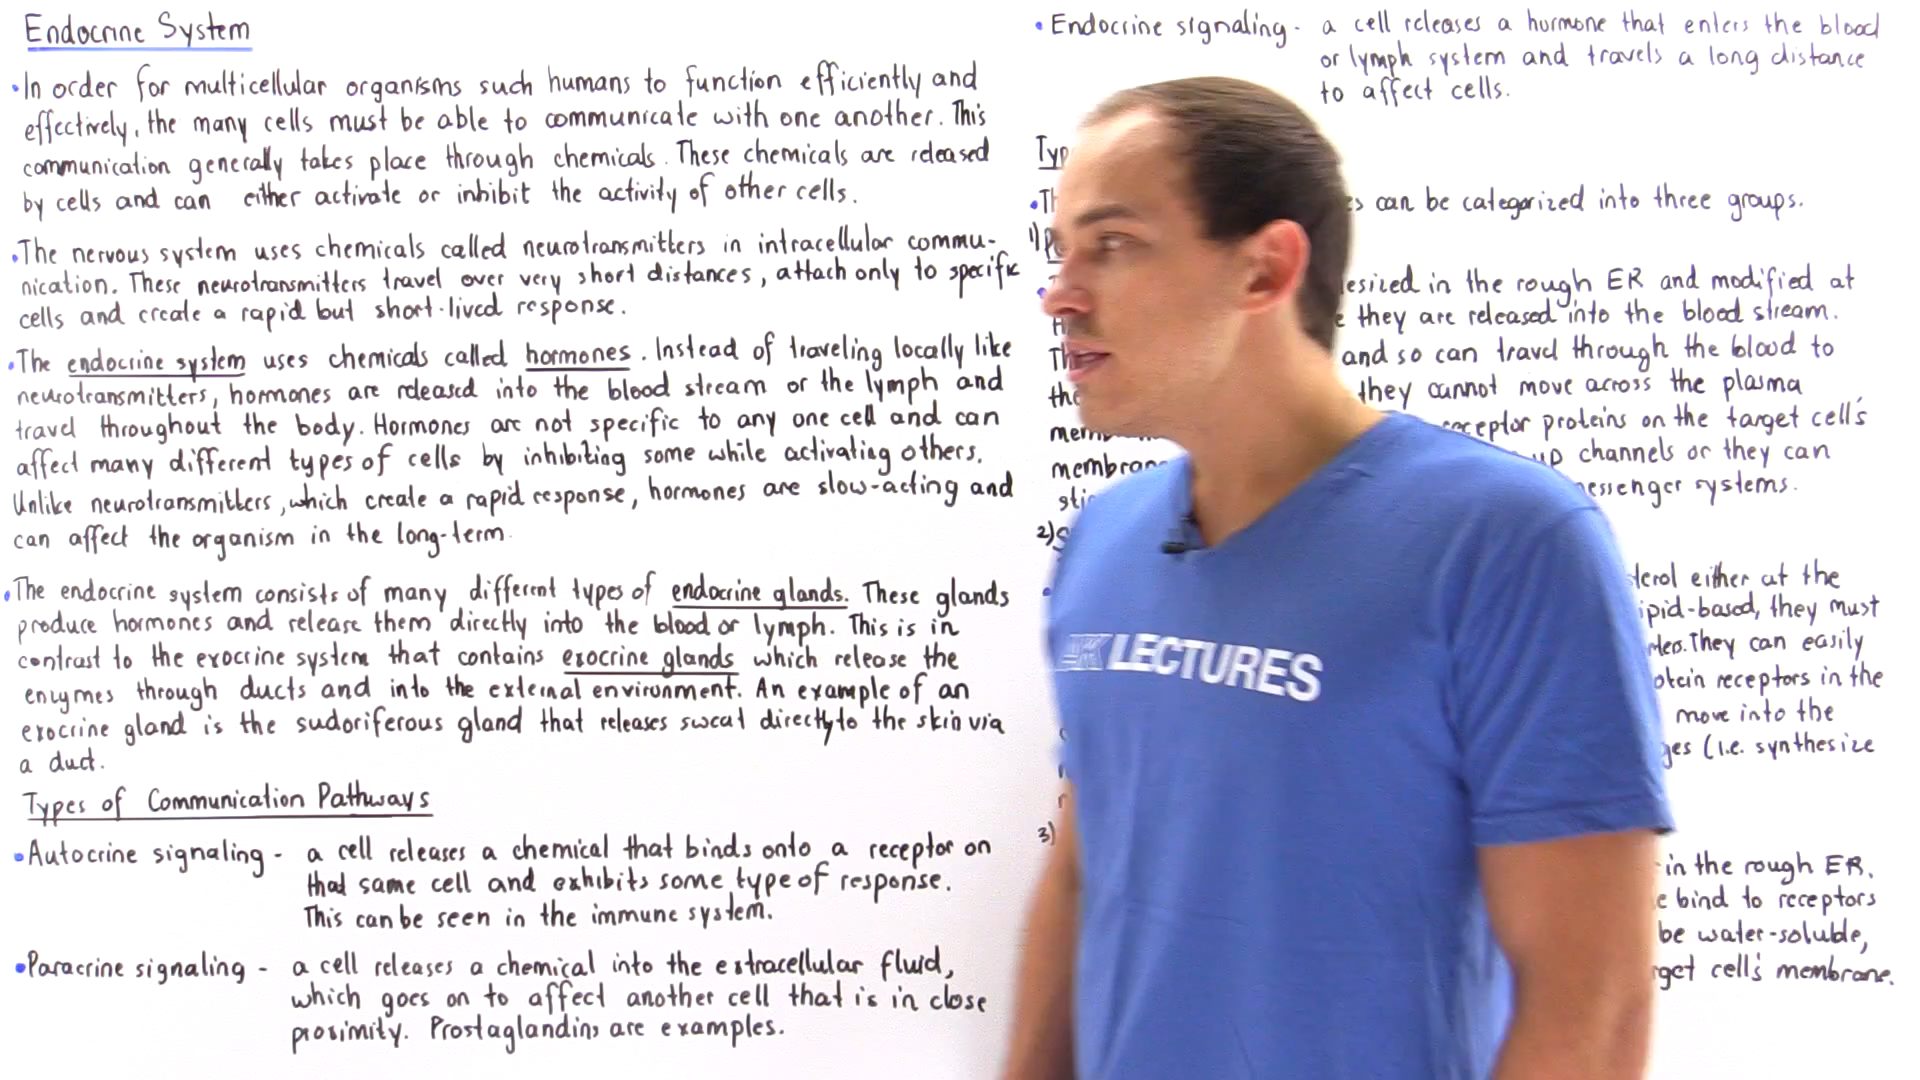 Endocrine System
•In order for multicellular organisms such humans to function efficiently and
effectively, the many cells must be able to communicate with one another. This
communication generally takes place through chemicals. These chemicals are released
by cells and can either activate or inhibit the activity of other cells.
•The nervous system uses chemicals called neurotransmitters in intracellular commu-
nication. These neurotransmitters travel over very short distances, attach only to specific
cells and create a rapid but short-lived response.
•The endocrine system uses chemicals called hormones. Instead of traveling locally like
neurotransmitters, hormones are released into the blood stream or the lymph and
travel throughout the body. Hormones are not specific to any one cell and can
affect many different types of cells by inhibiting some while activating others.
Unlike neurotransmitters, which create a rapid response, hormones are slow-acting and
can affect the organism in the long-term.
•The endocrine system consists of many different types of endocrine glands. These glands
produce hormones and release them directly into the blood or lymph. This is in
contrast to the exocrine system that contains exocrine glands which release the
enzymes through ducts and into the external environment. An example of an
exocrine gland is the sudoriferous gland that releases sweat directly to the skin via
a duct.
Types of Communication Pathways
•Autocrine signaling - a cell releases a chemical that binds onto a receptor on
that same cell and exhibits some type of response.
This can be seen in the immune system.
•Paracrine signaling - a cell releases a chemical into the extracellular fluid,
which goes on to affect another cell that is in close
proximity. Prostaglandins are examples.
•Endocrine signaling - a cell releases a hormone that enters the blood
or lymph system and travels a long distance
to affect cells.
can be categorized into three groups.
1)
in the rough ER and modified at
they are released into the blood stream.
and so can travel through the blood to
they cannot move across the plasma
receptor proteins on the target cell's
membrane
channels or they can
systems.
2)
either at the
they must
They can easily
receptors in the
move into the
(i.e. synthesize
3)
in the rough ER.
bind to receptors
be water-soluble,
cell's membrane.
AK LECTURES